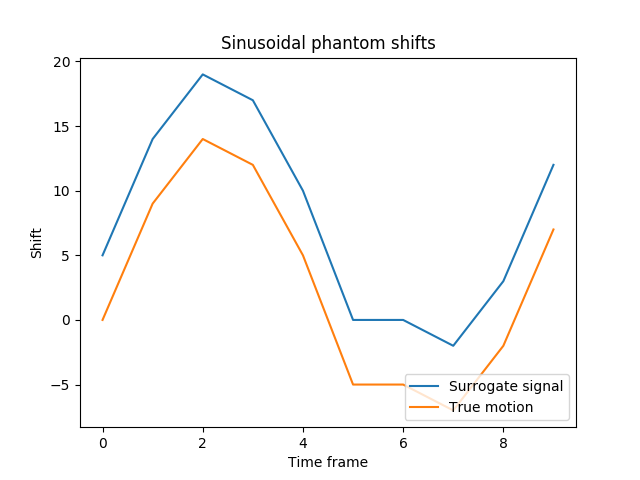 Sinusoidal phantom shifts
20
15
10
5
0
−5
Shift
0 2 4 6 8
Time frame
Surrogate signal
True motion